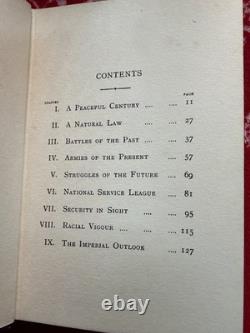 CONTENTS
CHAPTER PAGE
I. A Peaceful Century .... .... 11
II. A Natural Law .... .... 27
III. Battles of the Past .... .... 37
IV. Armies of the Present .... 57
V. Struggles of the Future .... 69
VI. National Service League .... 81
VII. Security in Sight .... .... 95
VIII. Racial Vigour .... .... .... 115
IX. The Imperial Outlook .... 127
ebay